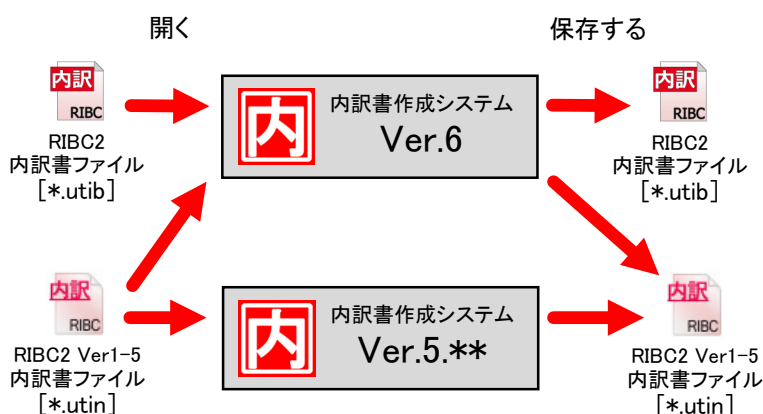 開く
保存する
内訳
RIBC
RIBC2
内訳書ファイル
[*.utib]
内
内訳書作成システム
Ver.6
内訳
RIBC
RIBC2
内訳書ファイル
[*.utib]
内訳
RIBC
RIBC2 Ver1-5
内訳書ファイル
[*.utin]
内
内訳書作成システム
Ver.5.**
内訳
RIBC
RIBC2 Ver1-5
内訳書ファイル
[*.utin]